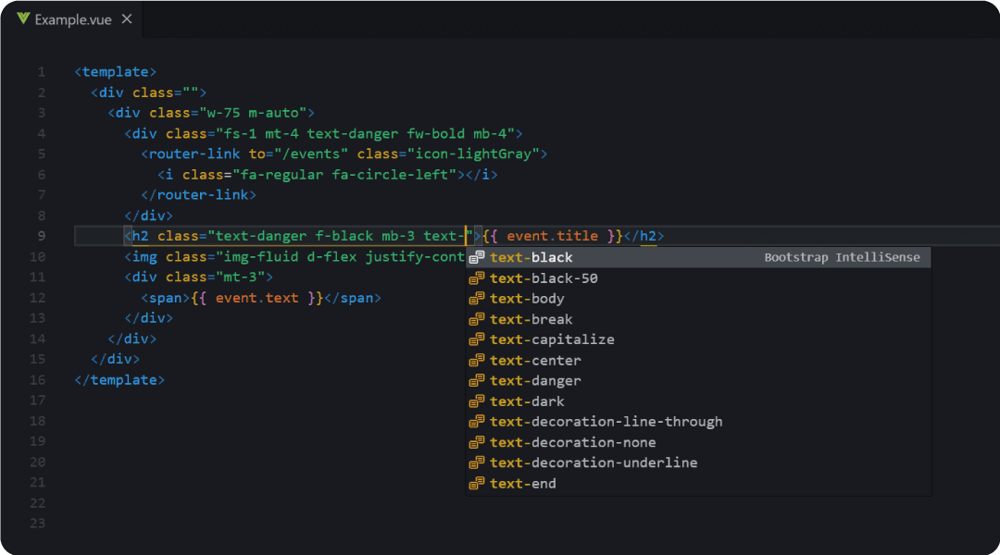 Example.vue
1 <template>
2 <div class="">
3 <div class="w-75 m-auto">
4 <div class="fs-1 mt-4 text-danger fw-bold mb-4">
5 <router-link to="/events" class="icon-lightGray">
6 <i class="fa-regular fa-circle-left"></i>
7 </router-link>
8 </div>
9 <h2 class="text-danger f-black mb-3 text-">{{ event.title }}</h2>
10 <img class="img-fluid d-flex justify-cont
text-black Bootstrap IntelliSense
11 <div class="mt-3">
text-black-50
12 <span>{{ event.text }}</span>
text-body
13 </div>
text-break
14 </div>
text-capitalize
15 </div>
text-center
16 </template>
text-danger
17
text-dark
18
text-decoration-line-through
19
text-decoration-none
20
text-decoration-underline
21
text-end
22
23